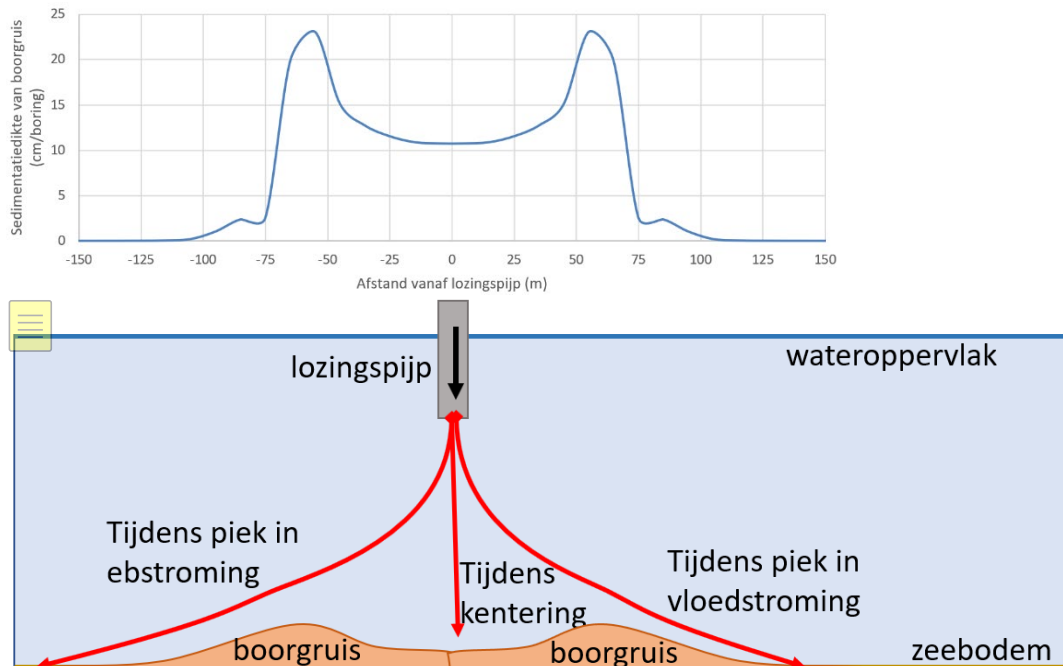 Sedimentatiedikte van boorgruis
(cm/boring)
25
20
15
10
5
0
-150 -125 -100 -75 -50 -25 0 25 50 75 100 125 150
Afstand vanaf lozingspijp (m)
lozingspijp
wateroppervlak
Tijdens piek in
ebstroming
Tijdens
kentering
Tijdens piek in
vloedstroming
boorgruis
boorgruis
zeebodem